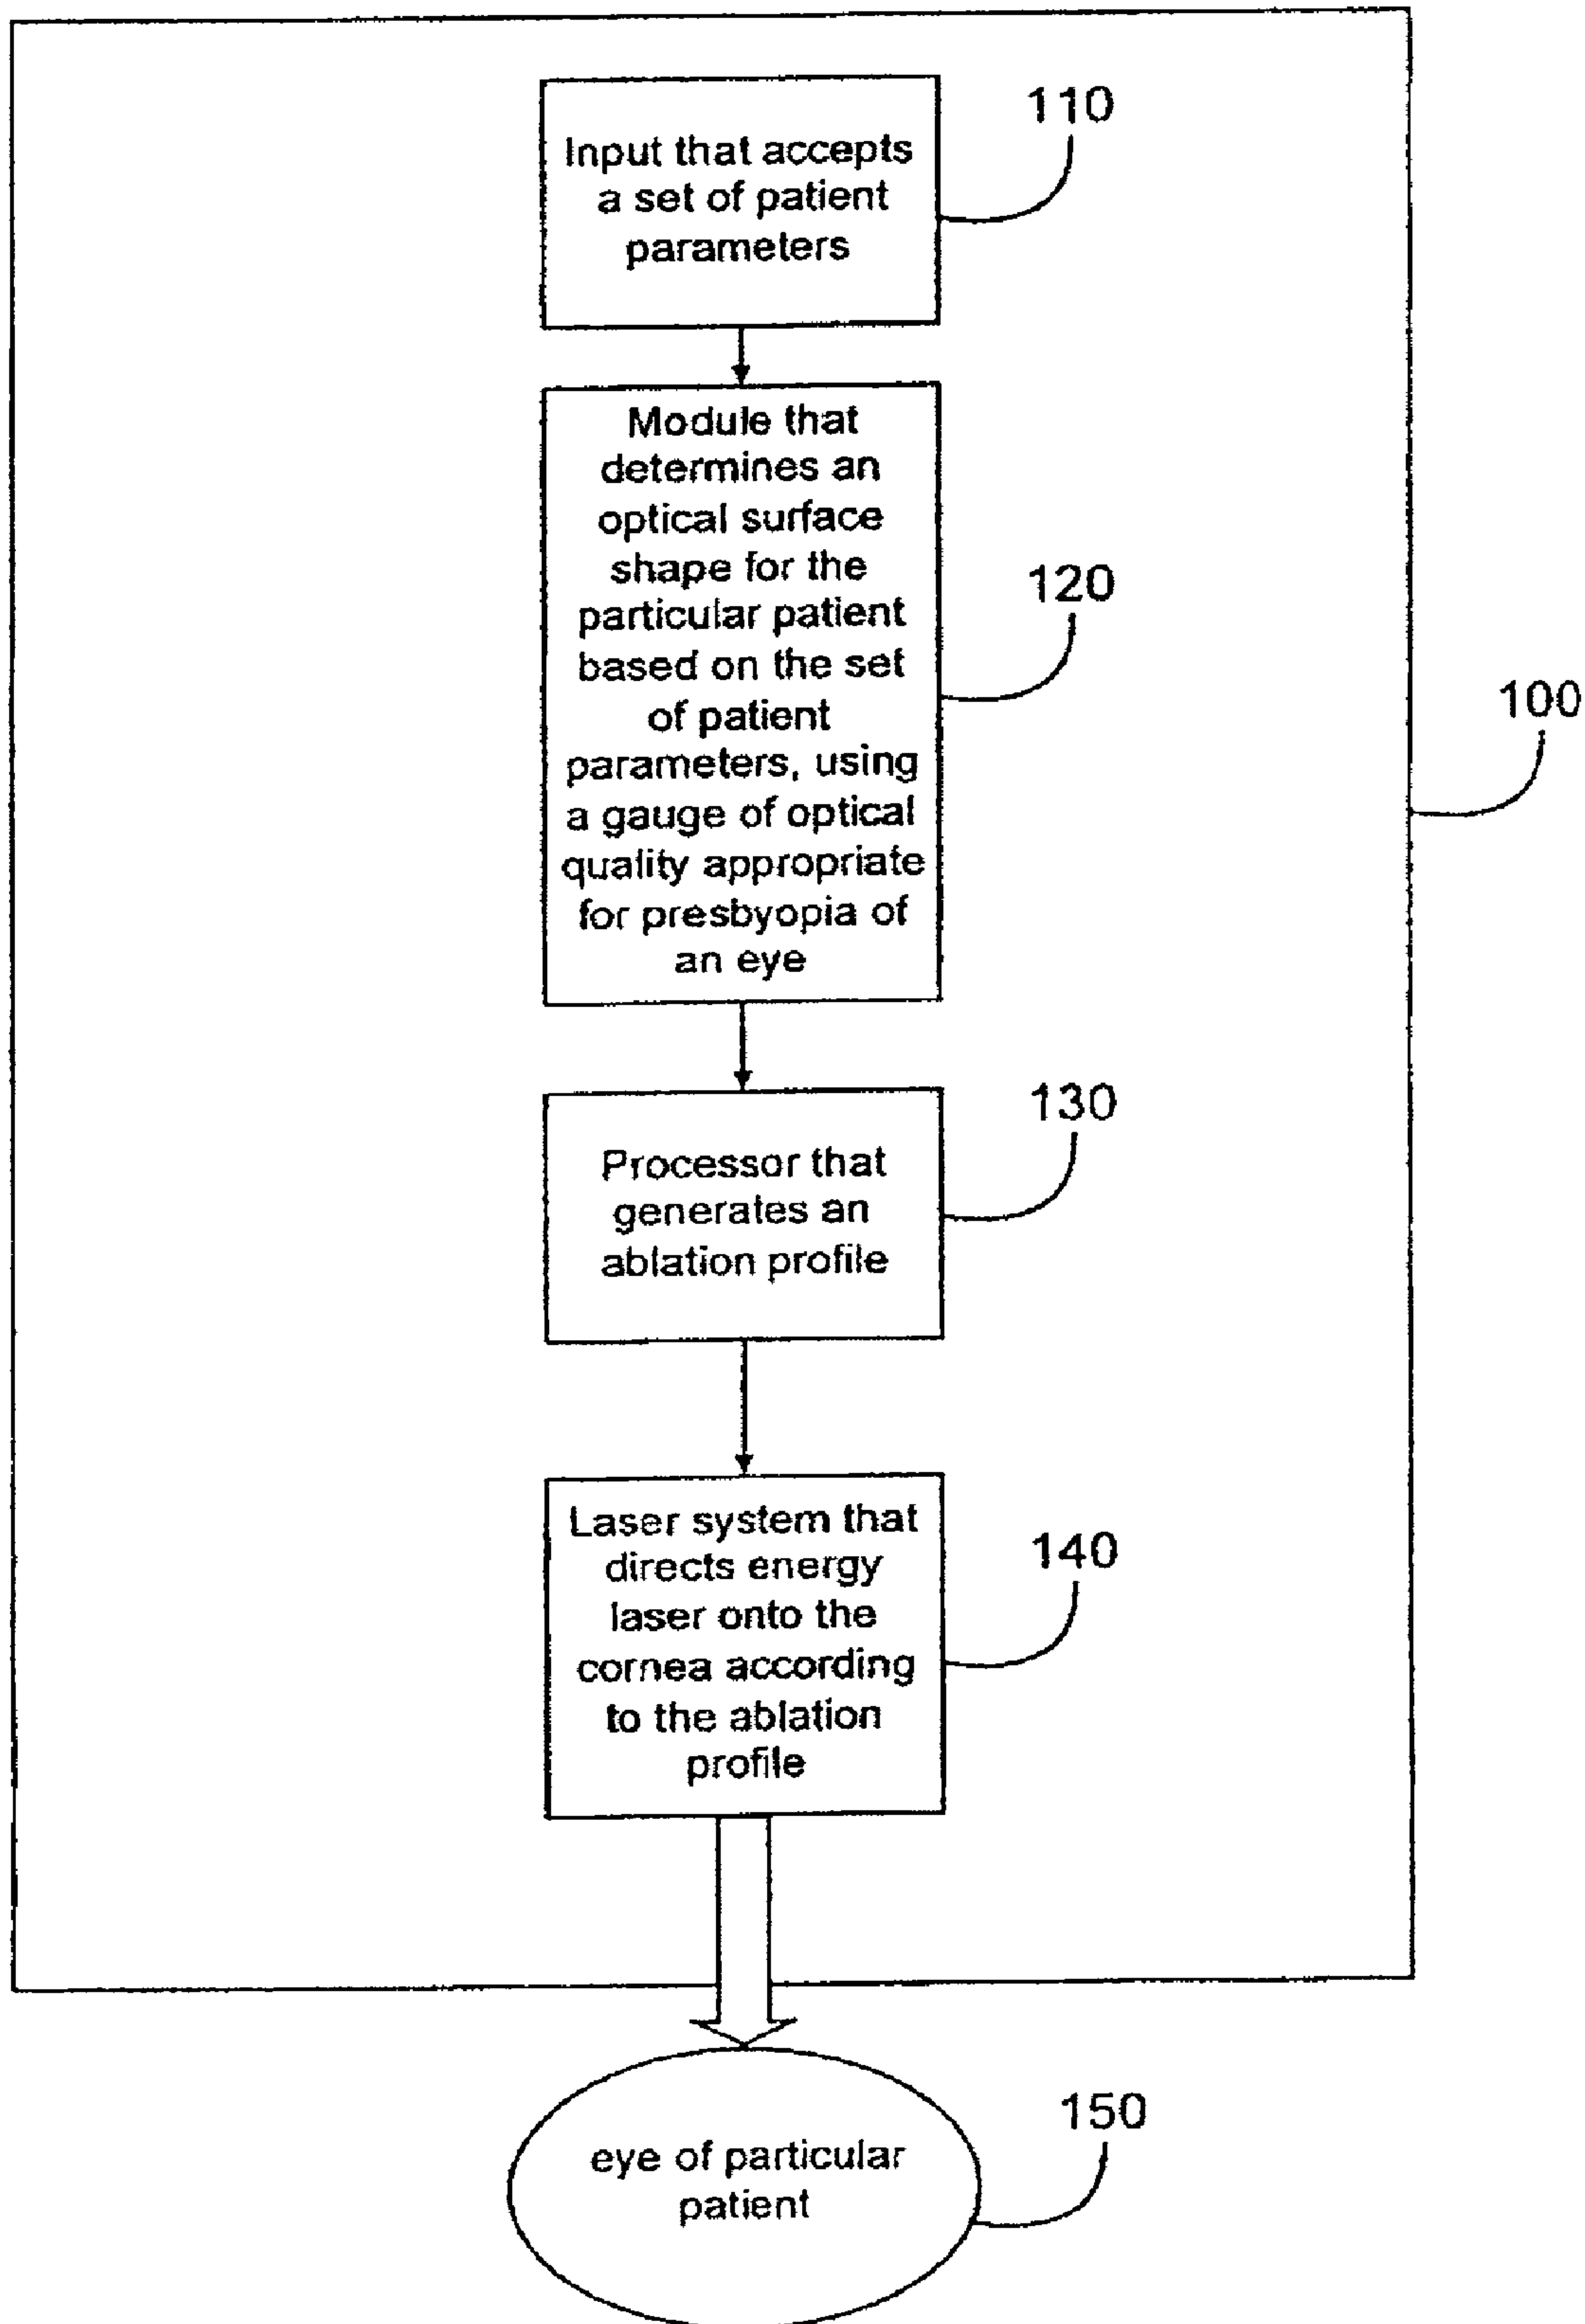 110
Input that accepts
a set of patient
parameters
Module that
determines an
optical surface
shape for the
particular patient
based on the set
of patient
parameters, using
a gauge of optical
quality appropriate
for presbyopia of
an eye
120
100
130
Processor that
generates an
ablation profile
Laser system that
directs energy
laser onto the
cornea according
to the ablation
profile
140
150
eye of particular
patient